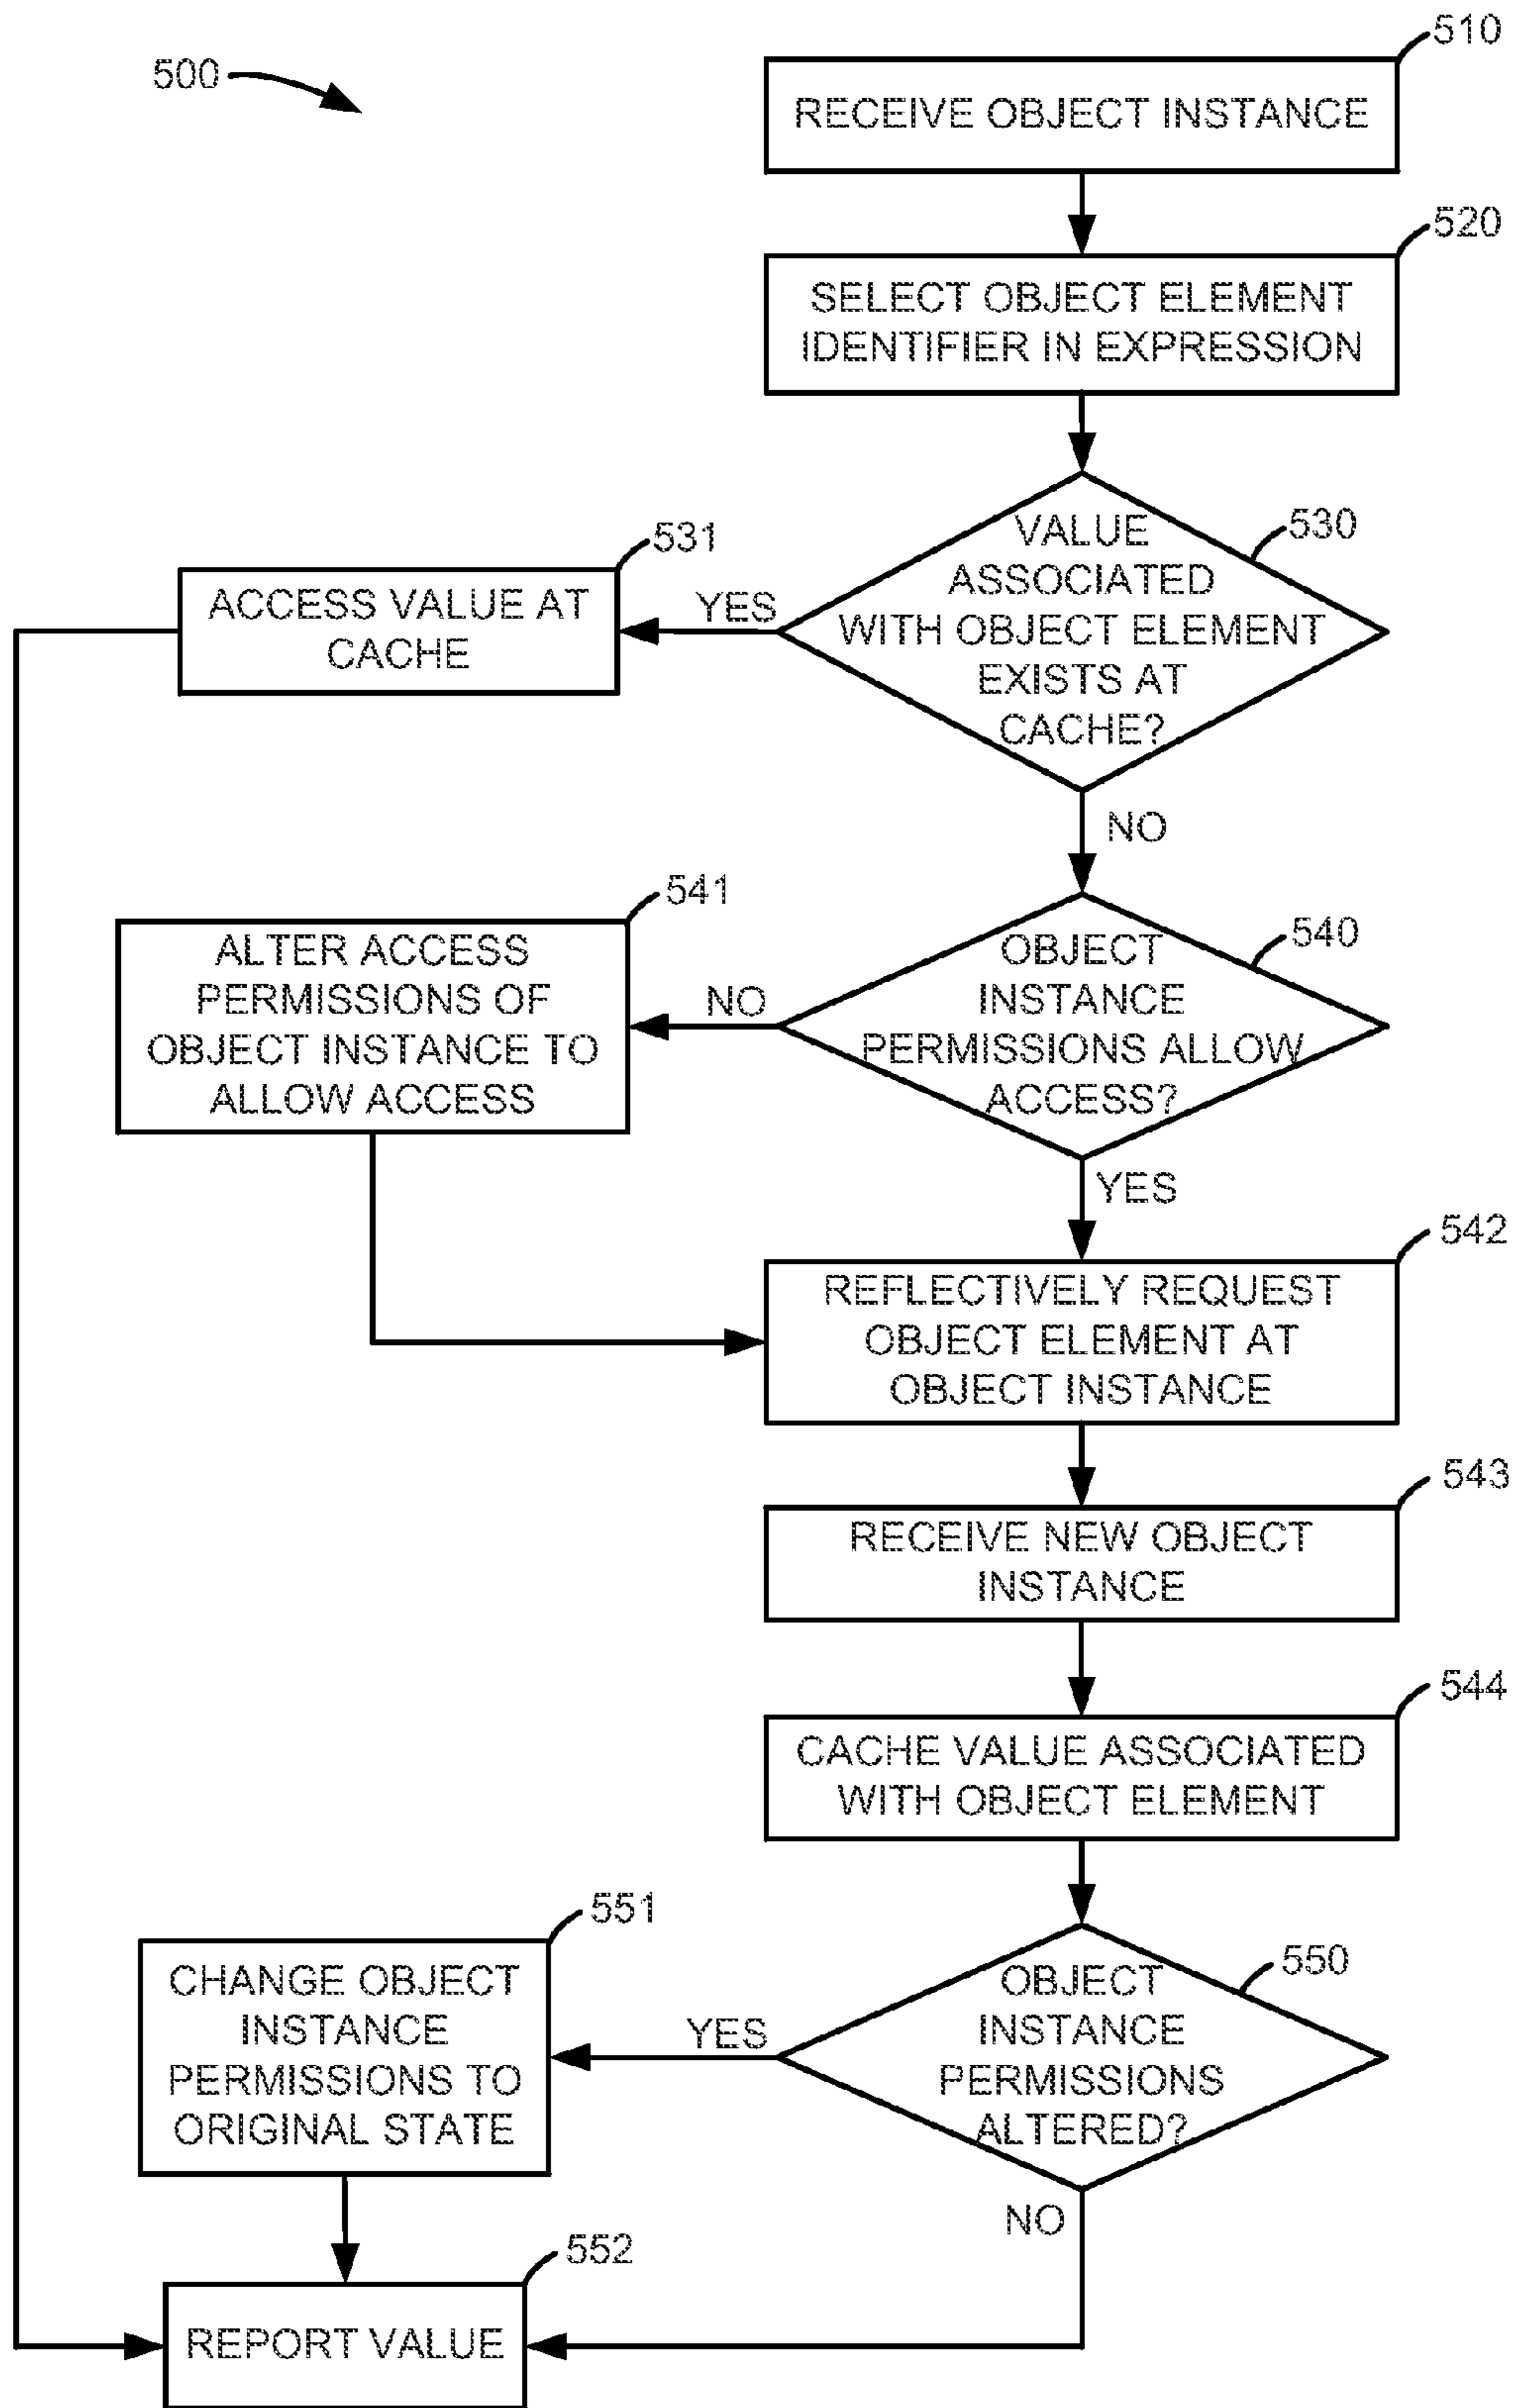 500
510
RECEIVE OBJECT INSTANCE
520
SELECT OBJECT ELEMENT
IDENTIFIER IN EXPRESSION
530
VALUE
ASSOCIATED
WITH OBJECT ELEMENT
EXISTS AT
CACHE?
YES
531
ACCESS VALUE AT
CACHE
NO
540
OBJECT
INSTANCE
PERMISSIONS ALLOW
ACCESS?
NO
541
ALTER ACCESS
PERMISSIONS OF
OBJECT INSTANCE TO
ALLOW ACCESS
YES
542
REFLECTIVELY REQUEST
OBJECT ELEMENT AT
OBJECT INSTANCE
543
RECEIVE NEW OBJECT
INSTANCE
544
CACHE VALUE ASSOCIATED
WITH OBJECT ELEMENT
550
OBJECT
INSTANCE
PERMISSIONS
ALTERED?
YES
551
CHANGE OBJECT
INSTANCE
PERMISSIONS TO
ORIGINAL STATE
NO
552
REPORT VALUE